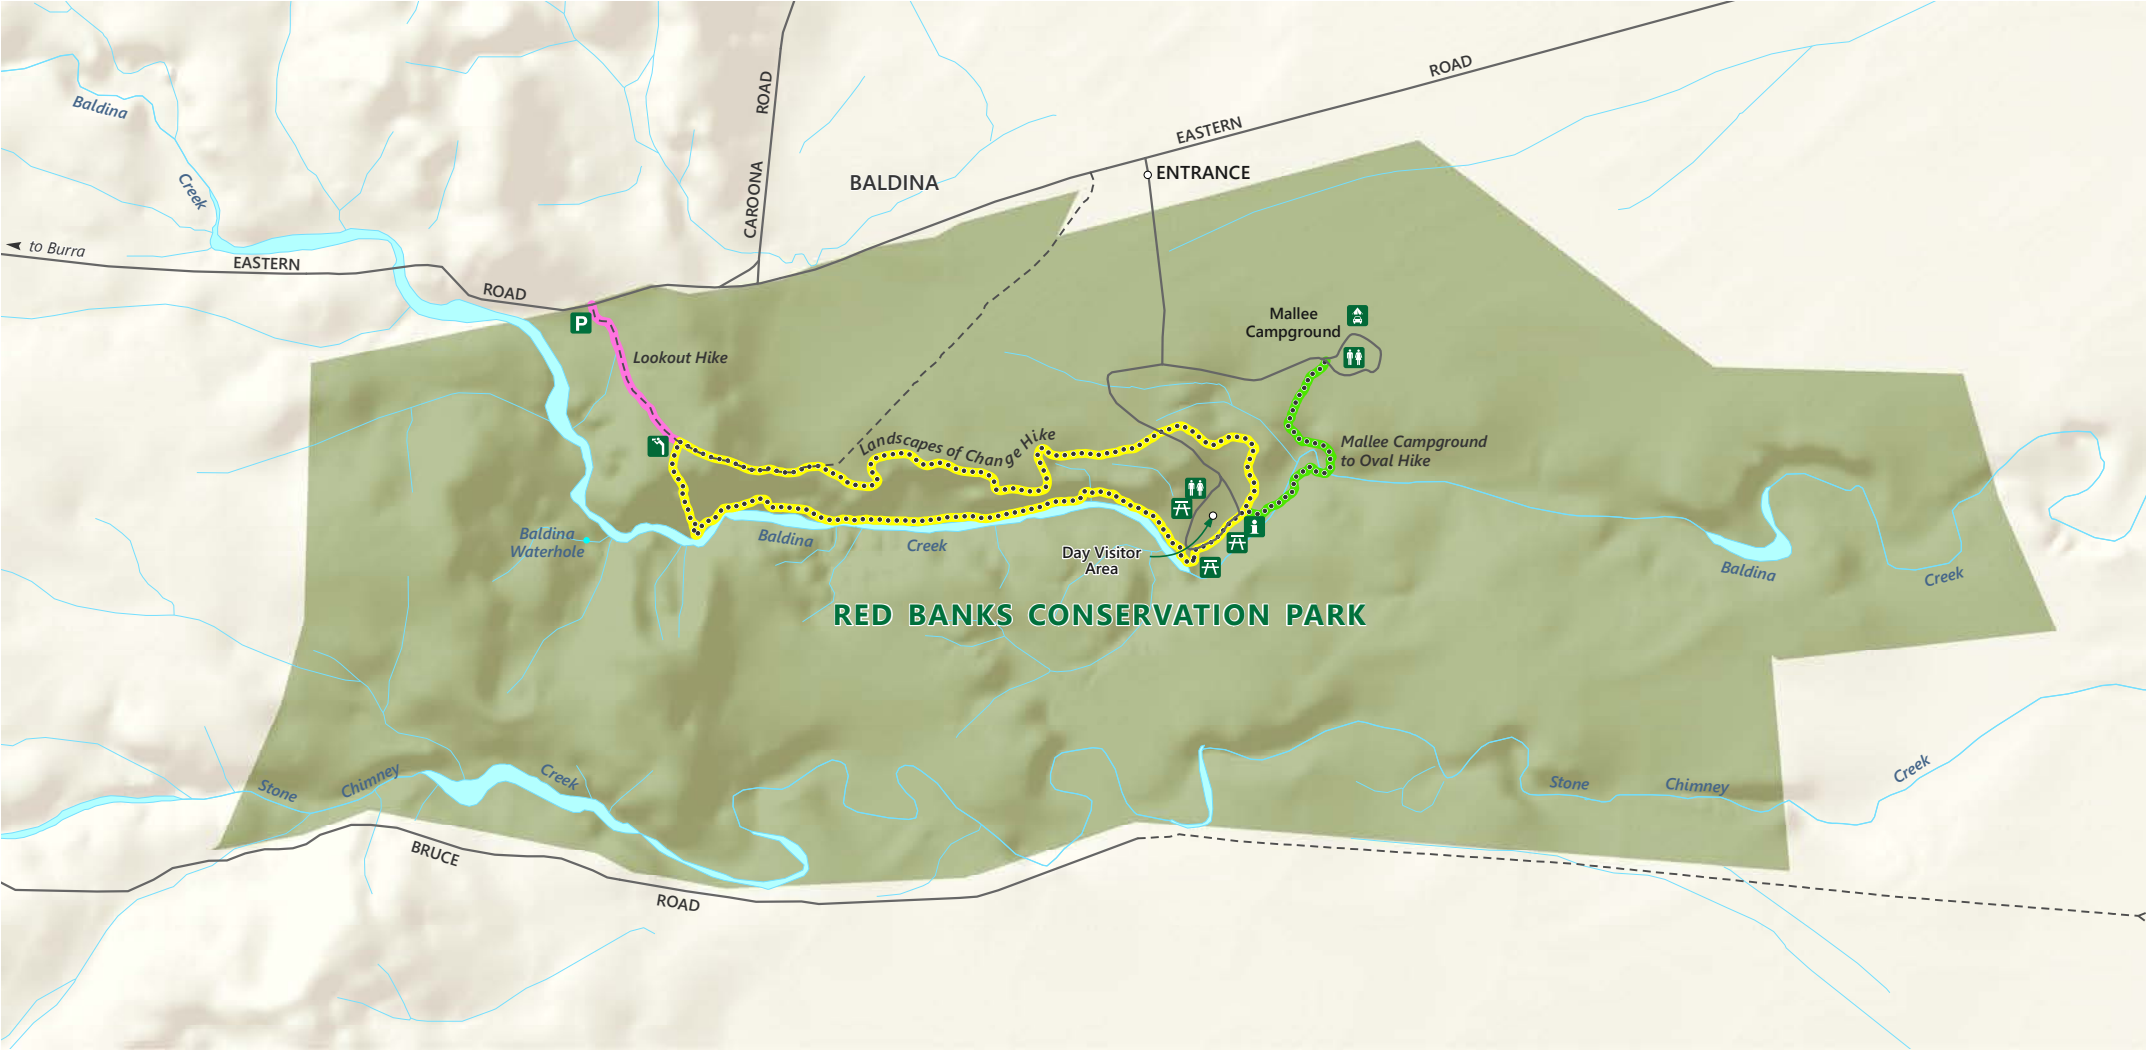 ROAD
ROAD
Baldina
EASTERN
CAROONA
BALDINA
ENTRANCE
Creek
to Burra
EASTERN
ROAD
P
Lookout Hike
Mallee
Campground
Landscapes of Change Hike
Mallee Campground
to Oval Hike
Baldina
Waterhole
Baldina
Creek
i
Day Visitor
Area
Baldina
Creek
RED BANKS CONSERVATION PARK
Stone
Chimney
Creek
Stone
Chimney
Creek
BRUCE
ROAD